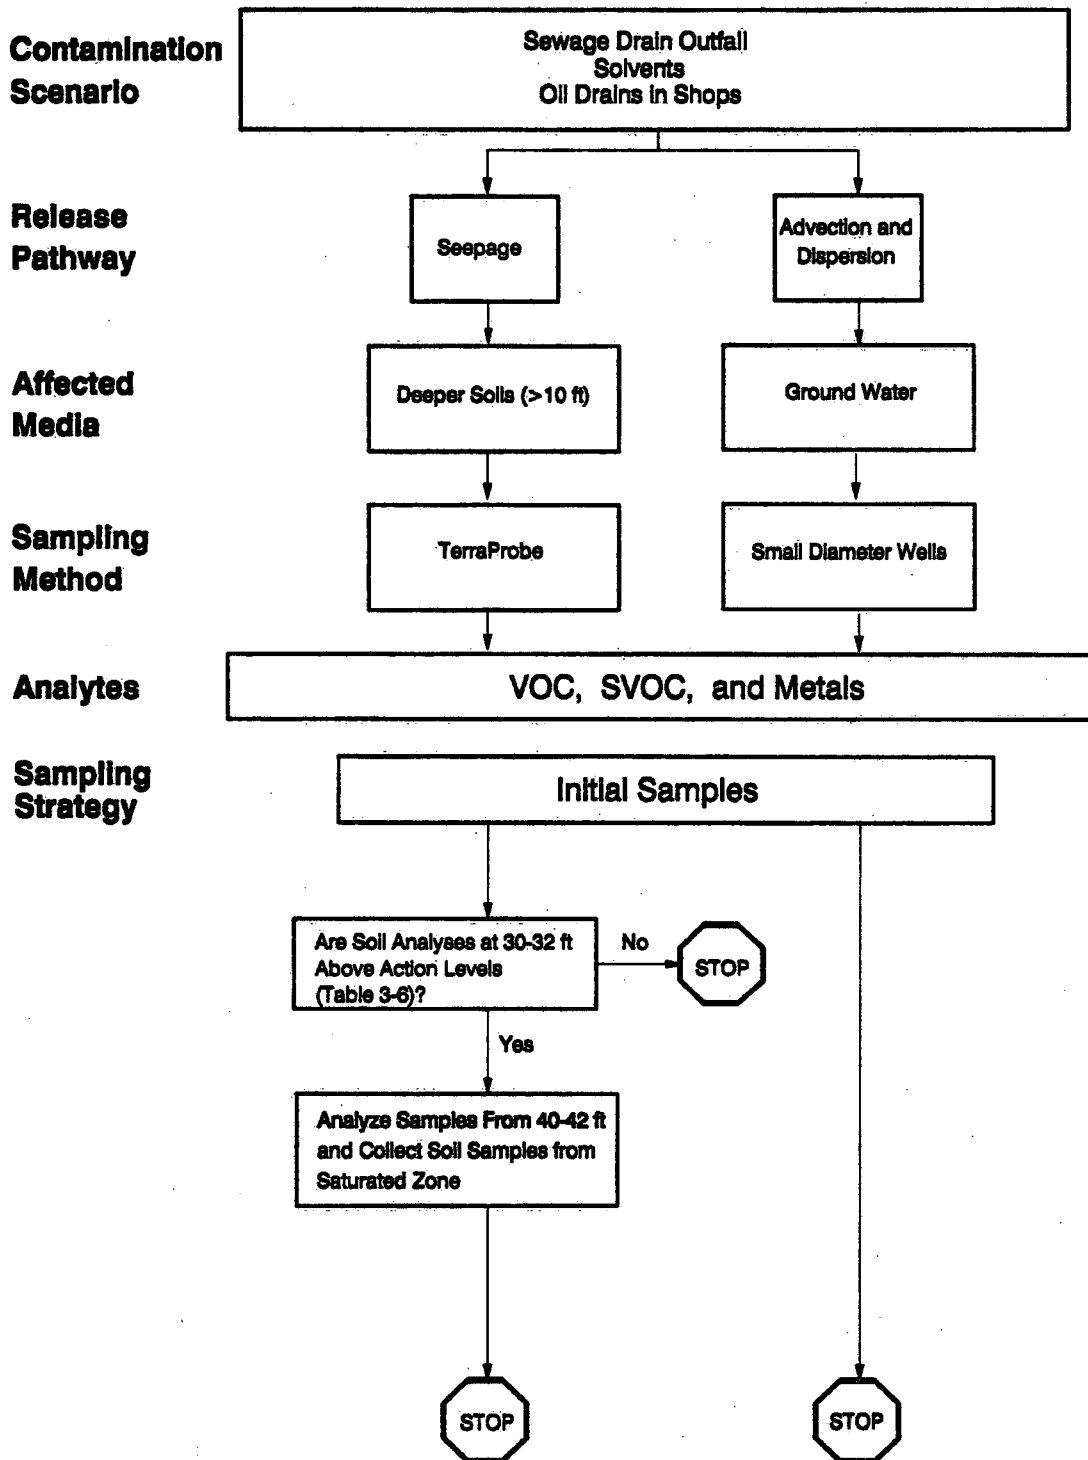 Contamination
Scenario
Sewage Drain Outfall
Solvents
Oil Drains in Shops
Release
Pathway
Seepage
Advection and
Dispersion
Affected
Media
Deeper Soils (>10 ft)
Ground Water
Sampling
Method
TerraProbe
Small Diameter Wells
Analytes
VOC, SVOC, and Metals
Sampling
Strategy
Initial Samples
Are Soil Analyses at 30-32 ft
Above Action Levels
(Table 3-6)?
No
STOP
Yes
Analyze Samples From 40-42 ft
and Collect Soil Samples from
Saturated Zone
STOP
STOP